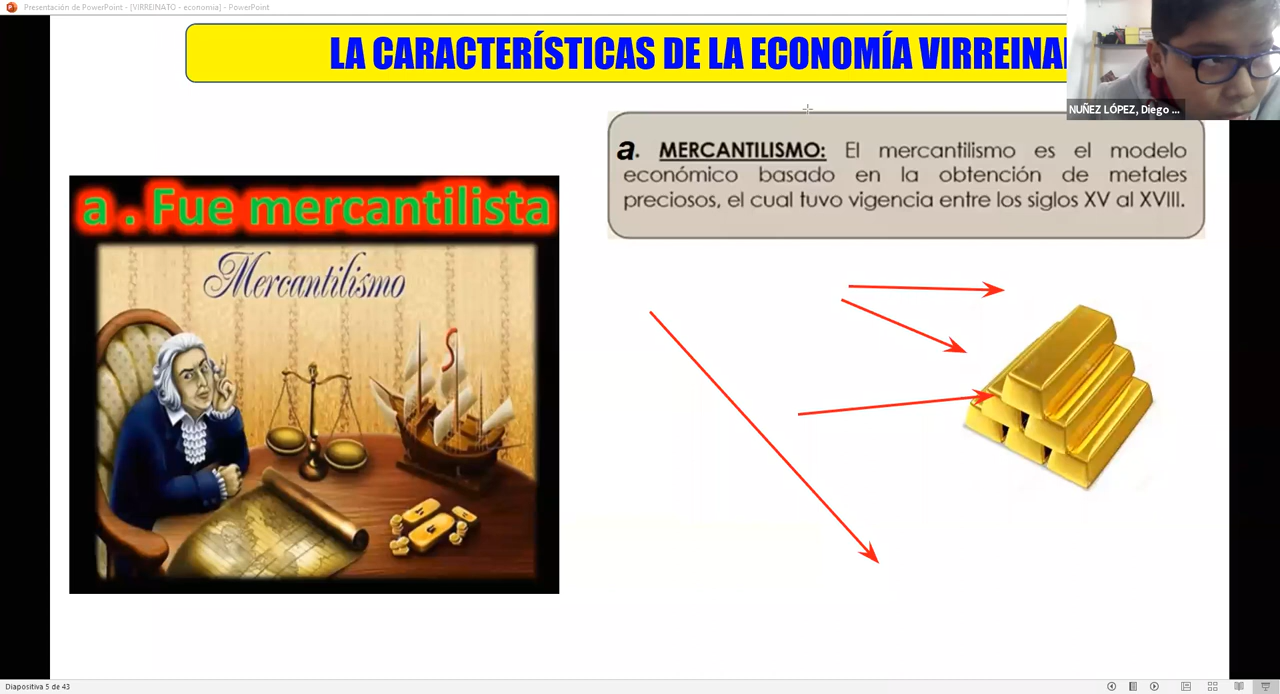 Presentación de PowerPoint - [VIRREINATO - economia] - PowerPoint
LA CARACTERÍSTICAS DE LA ECONOMÍA VIRREINA
NUÑEZ LÓPEZ, Diego ...
a. MERCANTILISMO: El mercantilismo es el modelo
económico basado en la obtención de metales
preciosos, el cual tuvo vigencia entre los siglos XV al XVIII.
a . Fue mercantilista
Mercantilismo
Diapositiva 5 de 43